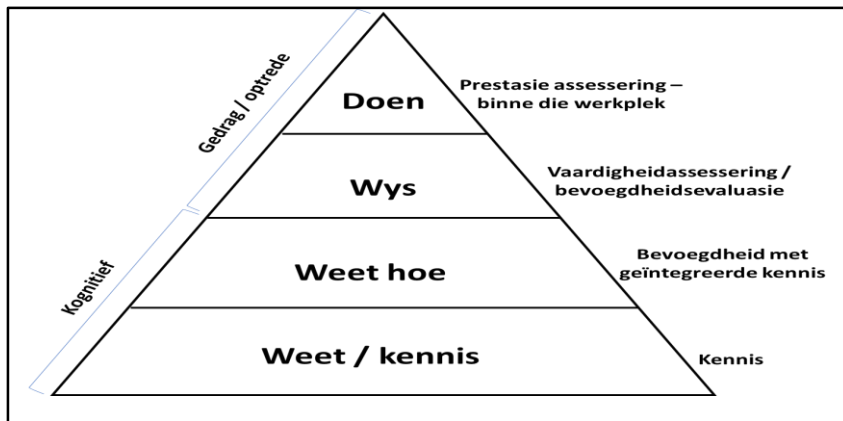 Gedrag / optrede
Doen
Prestasie assessering –
binne die werkplek
Wys
Vaardigheidassessering /
bevoegdheidsevaluasie
Kognitief
Weet hoe
Bevoegdheid met
geïntegreerde kennis
Weet / kennis
Kennis